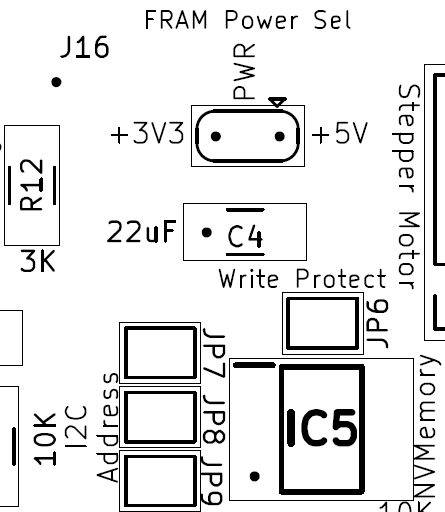 FRAM Power Sel
J16
PWR
+3V3
+5V
Stepper Motor
R12
22uF
C4
3K
Write Protect
JP6
JP7
10K
I2C
Address
JP8
IC5
NVMemory
JP9
10K